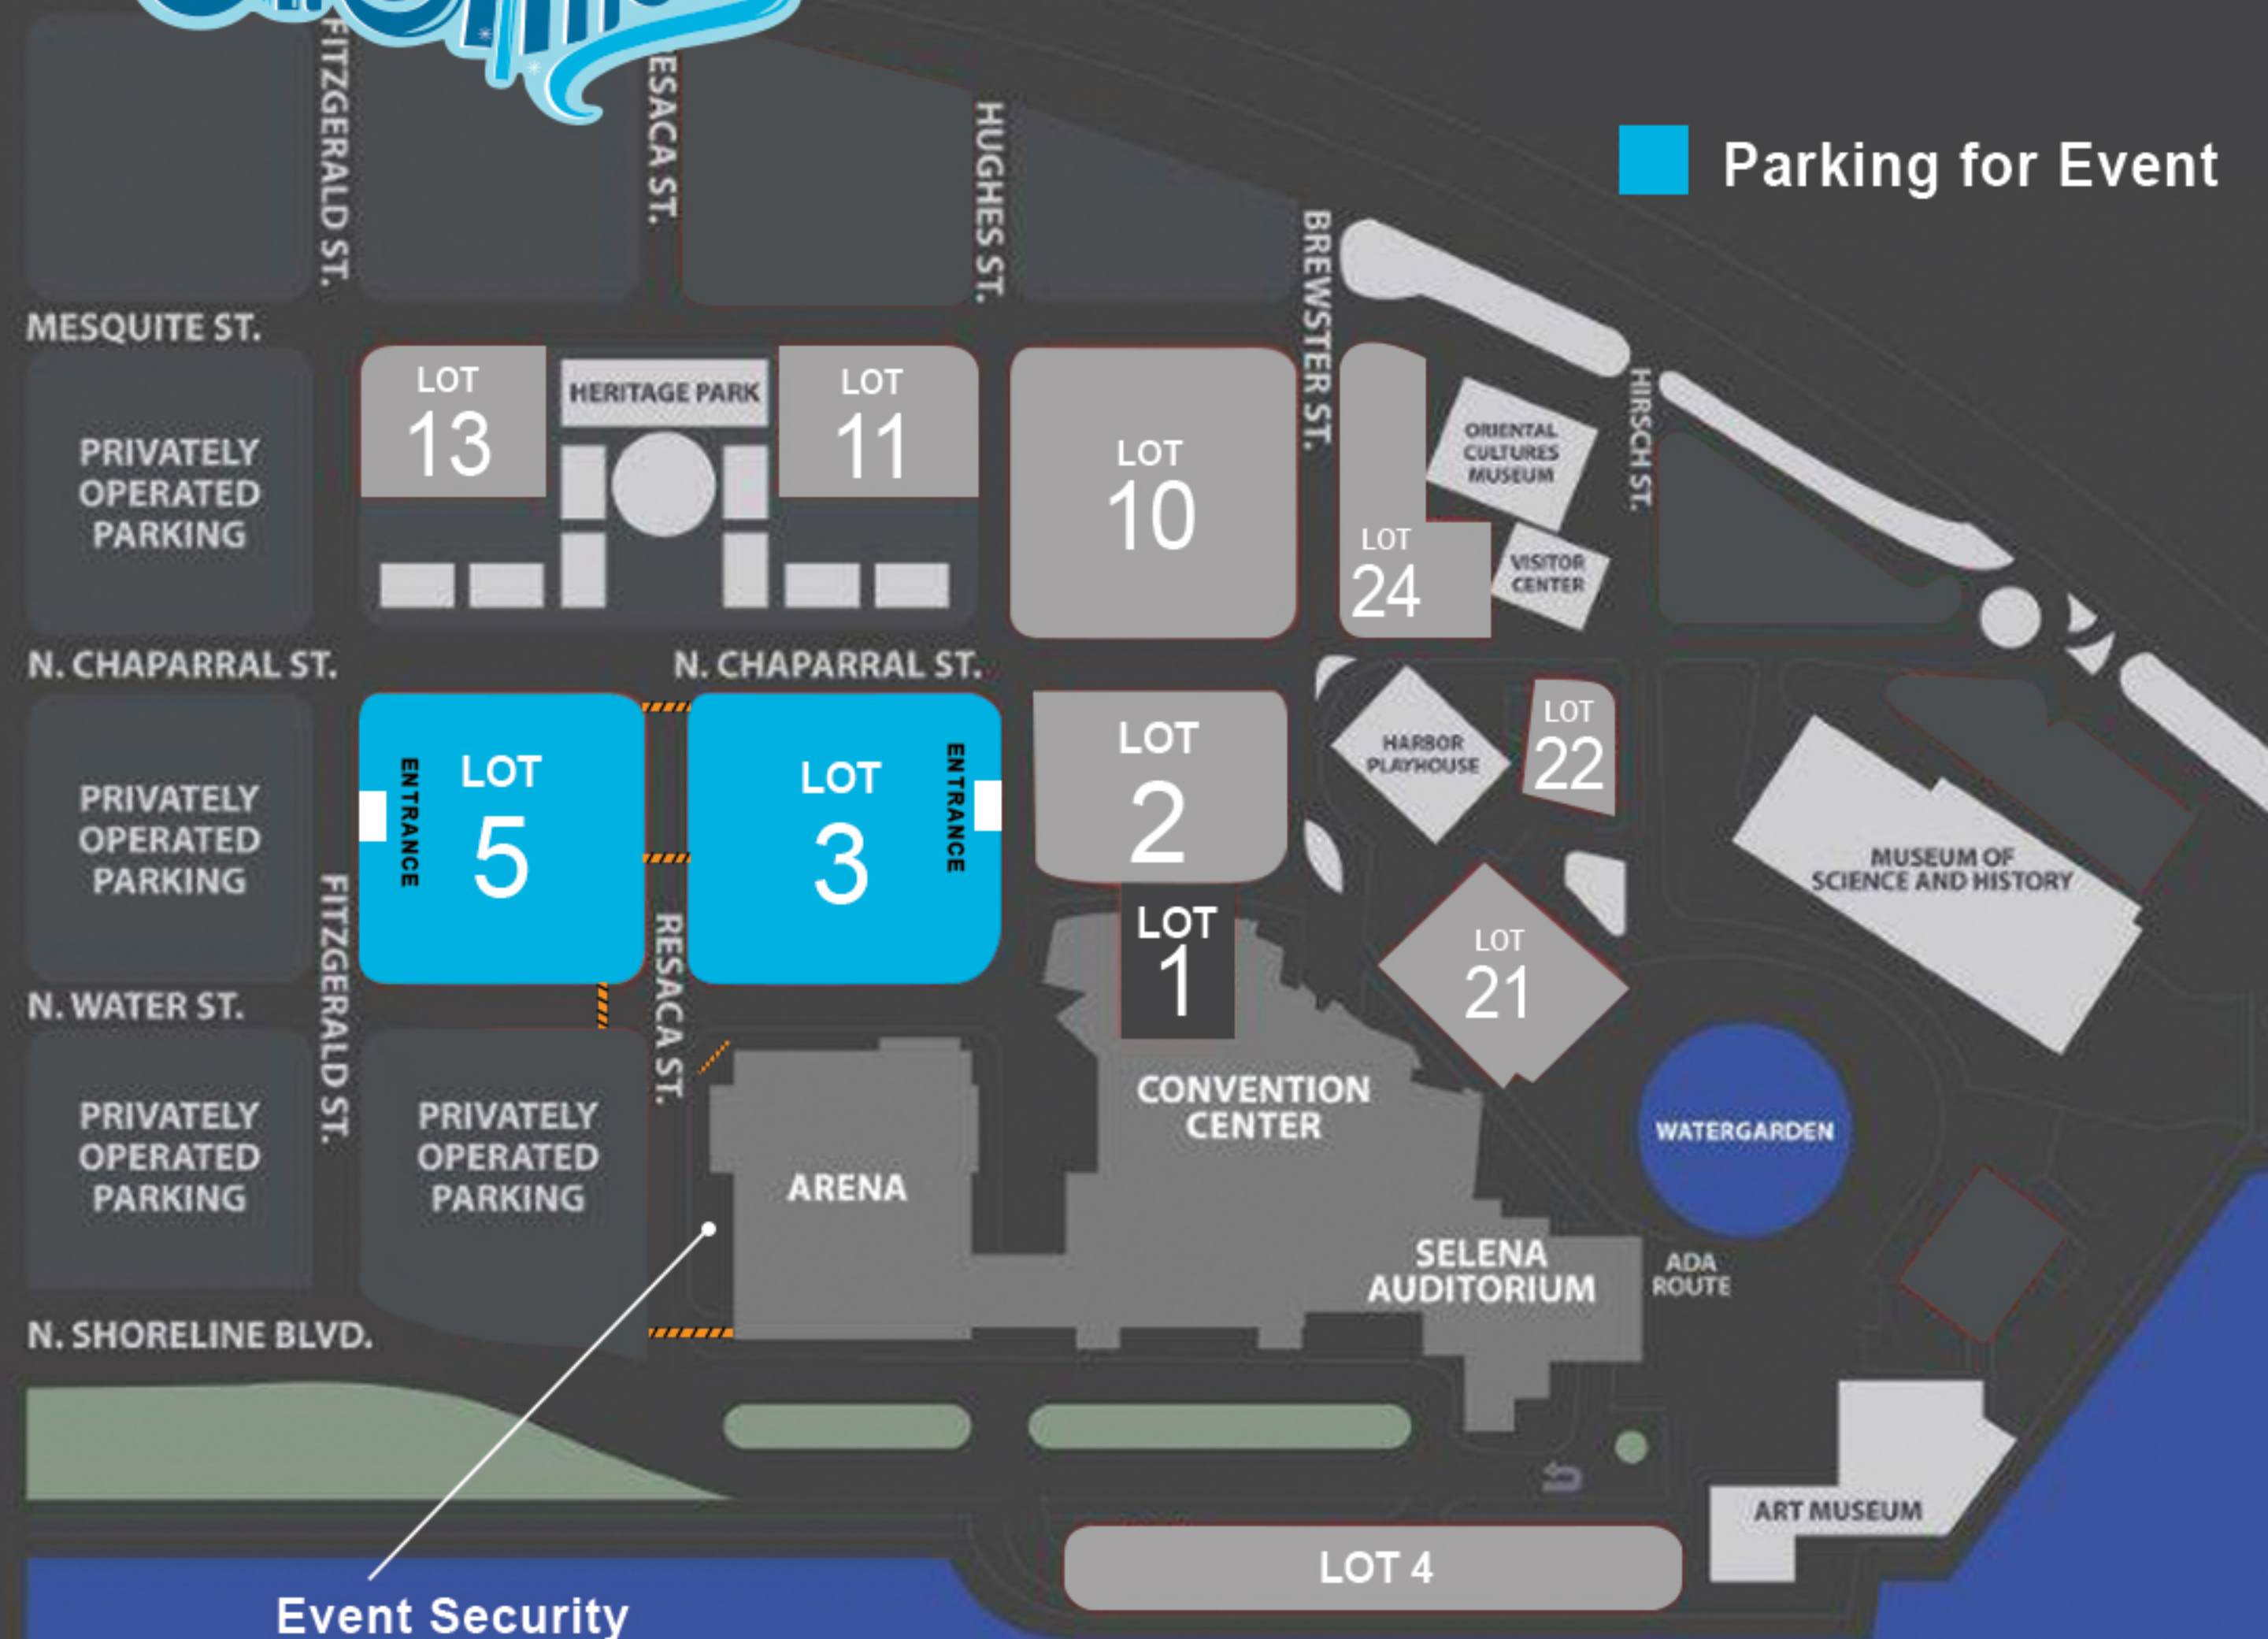 FITZGERALD ST.
ESACA ST.
HUGHES ST.
Parking for Event
BREWSTER ST.
MESQUITE ST.
LOT
13
HERITAGE PARK
LOT
11
LOT
10
HIRSCH ST.
ORIENTAL
CULTURES
MUSEUM
PRIVATELY
OPERATED
PARKING
LOT
24
VISITOR
CENTER
N. CHAPARRAL ST.
N. CHAPARRAL ST.
LOT
5
ENTRANCE
LOT
3
ENTRANCE
LOT
2
HARBOR
PLAYHOUSE
LOT
22
PRIVATELY
OPERATED
PARKING
MUSEUM OF
SCIENCE AND HISTORY
FITZGERALD ST.
RESACA ST.
LOT
1
LOT
21
N. WATER ST.
PRIVATELY
OPERATED
PARKING
PRIVATELY
OPERATED
PARKING
ARENA
CONVENTION
CENTER
WATERGARDEN
SELENA
AUDITORIUM
ADA
ROUTE
N. SHORELINE BLVD.
ART MUSEUM
LOT 4
Event Security